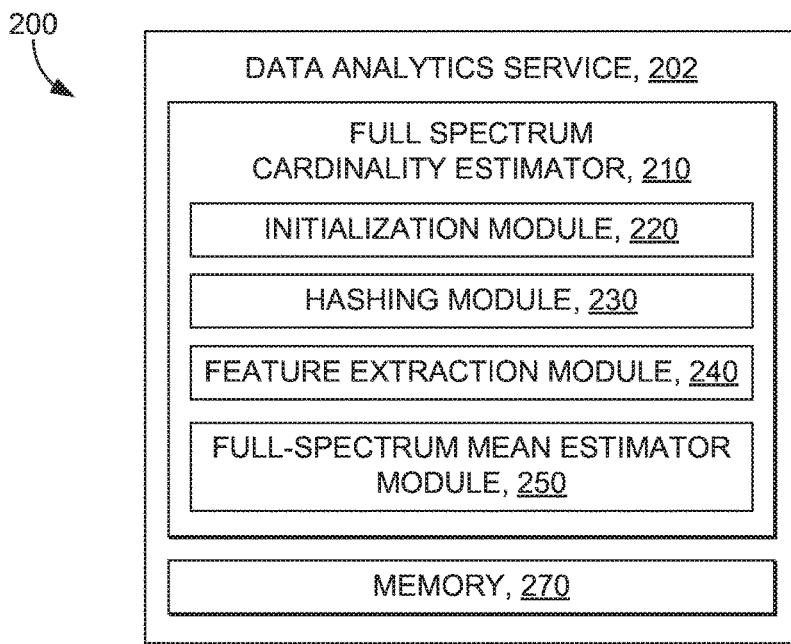 200
DATA ANALYTICS SERVICE, 202
FULL SPECTRUM
CARDINALITY ESTIMATOR, 210
INITIALIZATION MODULE, 220
HASHING MODULE, 230
FEATURE EXTRACTION MODULE, 240
FULL-SPECTRUM MEAN ESTIMATOR
MODULE, 250
MEMORY, 270